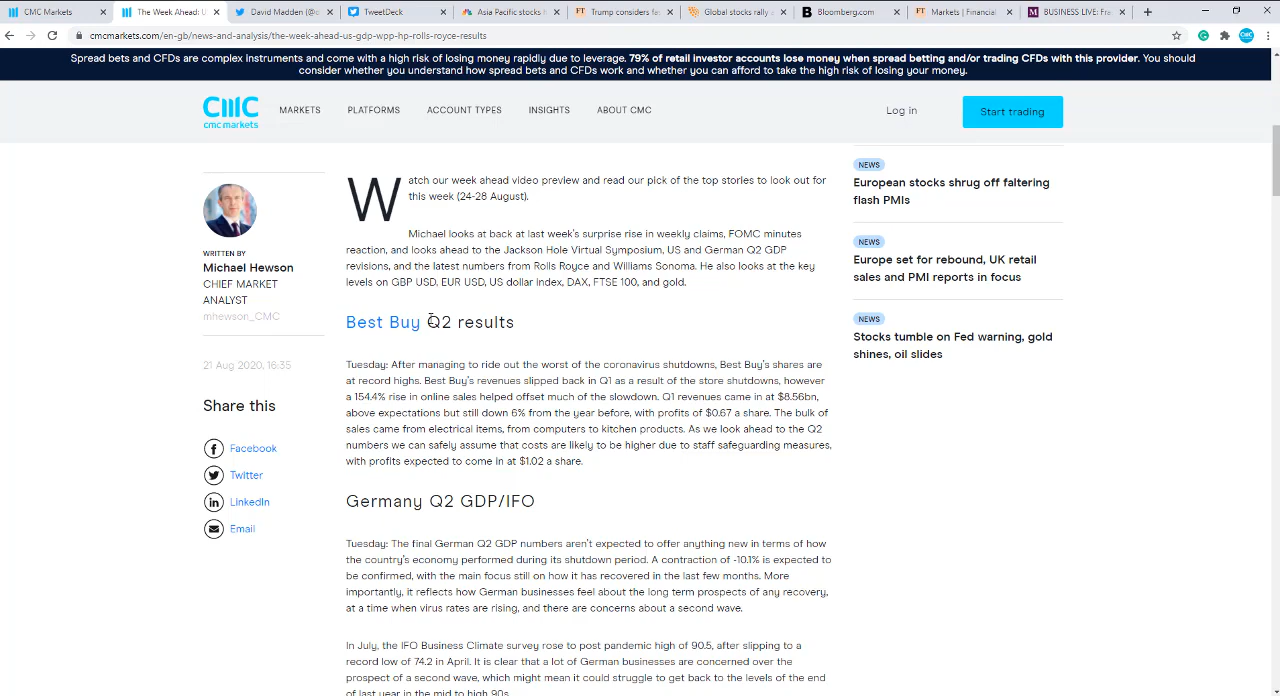 CMC Markets
The Week Ahead: U
David Madden (@
TweetDeck
Asia Pacific stocks
Trump considers fas
Global stocks rally a
Bloomberg.com
Markets | Financial
BUSINESS LIVE: Fra
cmcmarkets.com/en-gb/news-and-analysis/the-week-ahead-us-gdp-wpp-hp-rolls-royce-results
Spread bets and CFDs are complex instruments and come with a high risk of losing money rapidly due to leverage. 79% of retail investor accounts lose money when spread betting and/or trading CFDs with this provider. You should
consider whether you understand how spread bets and CFDs work and whether you can afford to take the high risk of losing your money.
cmc markets
MARKETS
PLATFORMS
ACCOUNT TYPES
INSIGHTS
ABOUT CMC
Log in
Start trading
WRITTEN BY
Michael Hewson
CHIEF MARKET
ANALYST
mhewson_CMC
21 Aug 2020, 16:35
Share this
Facebook
Twitter
LinkedIn
Email
Watch our week ahead video preview and read our pick of the top stories to look out for
this week (24-28 August).
Michael looks at back at last week's surprise rise in weekly claims, FOMC minutes
reaction, and looks ahead to the Jackson Hole Virtual Symposium, US and German Q2 GDP
revisions, and the latest numbers from Rolls Royce and Williams Sonoma. He also looks at the key
levels on GBP USD, EUR USD, US dollar index, DAX, FTSE 100, and gold.
Best Buy Q2 results
Tuesday: After managing to ride out the worst of the coronavirus shutdowns, Best Buy's shares are
at record highs. Best Buy's revenues slipped back in Q1 as a result of the store shutdowns, however
a 154.4% rise in online sales helped offset much of the slowdown. Q1 revenues came in at $8.56bn,
above expectations but still down 6% from the year before, with profits of $0.67 a share. The bulk of
sales came from electrical items, from computers to kitchen products. As we look ahead to the Q2
numbers we can safely assume that costs are likely to be higher due to staff safeguarding measures,
with profits expected to come in at $1.02 a share.
Germany Q2 GDP/IFO
Tuesday: The final German Q2 GDP numbers aren't expected to offer anything new in terms of how
the country's economy performed during its shutdown period. A contraction of -10.1% is expected to
be confirmed, with the main focus still on how it has recovered in the last few months. More
importantly, it reflects how German businesses feel about the long term prospects of any recovery,
at a time when virus rates are rising, and there are concerns about a second wave.
In July, the IFO Business Climate survey rose to post pandemic high of 90.5, after slipping to a
record low of 74.2 in April. It is clear that a lot of German businesses are concerned over the
prospect of a second wave, which might mean it could struggle to get back to the levels of the end
of last year in the mid to high 90s.
NEWS
European stocks shrug off faltering
flash PMIs
NEWS
Europe set for rebound, UK retail
sales and PMI reports in focus
NEWS
Stocks tumble on Fed warning, gold
shines, oil slides